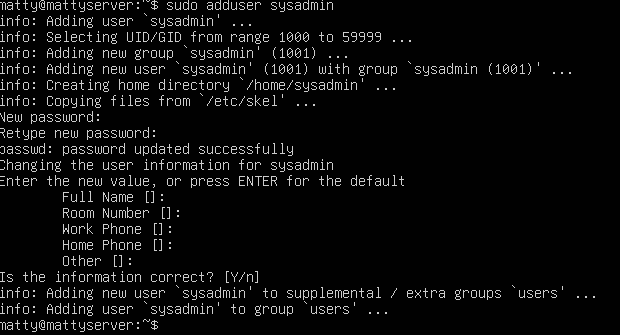 matty@mattyserver:~$ sudo adduser sysadmin
info: Adding user `sysadmin' ...
info: Selecting UID/GID from range 1000 to 59999 ...
info: Adding new group `sysadmin' (1001) ...
info: Adding new user `sysadmin' (1001) with group `sysadmin (1001)' ...
info: Creating home directory `/home/sysadmin' ...
info: Copying files from `/etc/skel' ...
New password:
Retype new password:
passwd: password updated successfully
Changing the user information for sysadmin
Enter the new value, or press ENTER for the default
Full Name []:
Room Number []:
Work Phone []:
Home Phone []:
Other []:
Is the information correct? [Y/n]
info: Adding new user `sysadmin' to supplemental / extra groups `users' ...
info: Adding user `sysadmin' to group `users' ...
matty@mattyserver:~$